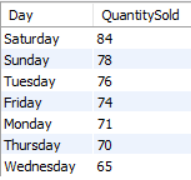 Day QuantitySold
Saturday 84
Sunday 78
Tuesday 76
Friday 74
Monday 71
Thursday 70
Wednesday 65